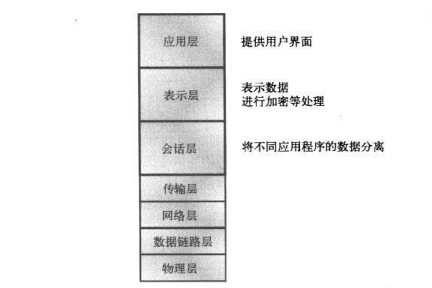 应用层
提供用户界面
表示层
表示数据
进行加密等处理
会话层
将不同应用程序的数据分离
传输层
网络层
数据链路层
物理层